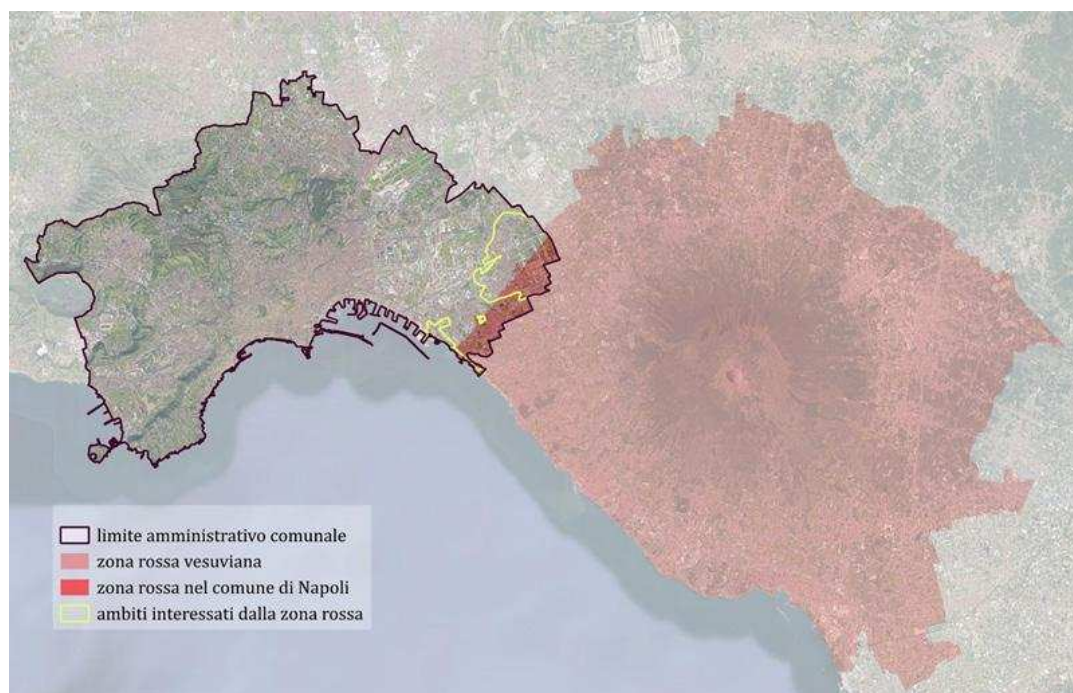 limite amministrativo comunale
zona rossa vesuviana
zona rossa nel comune di Napoli
ambiti interessati dalla zona rossa